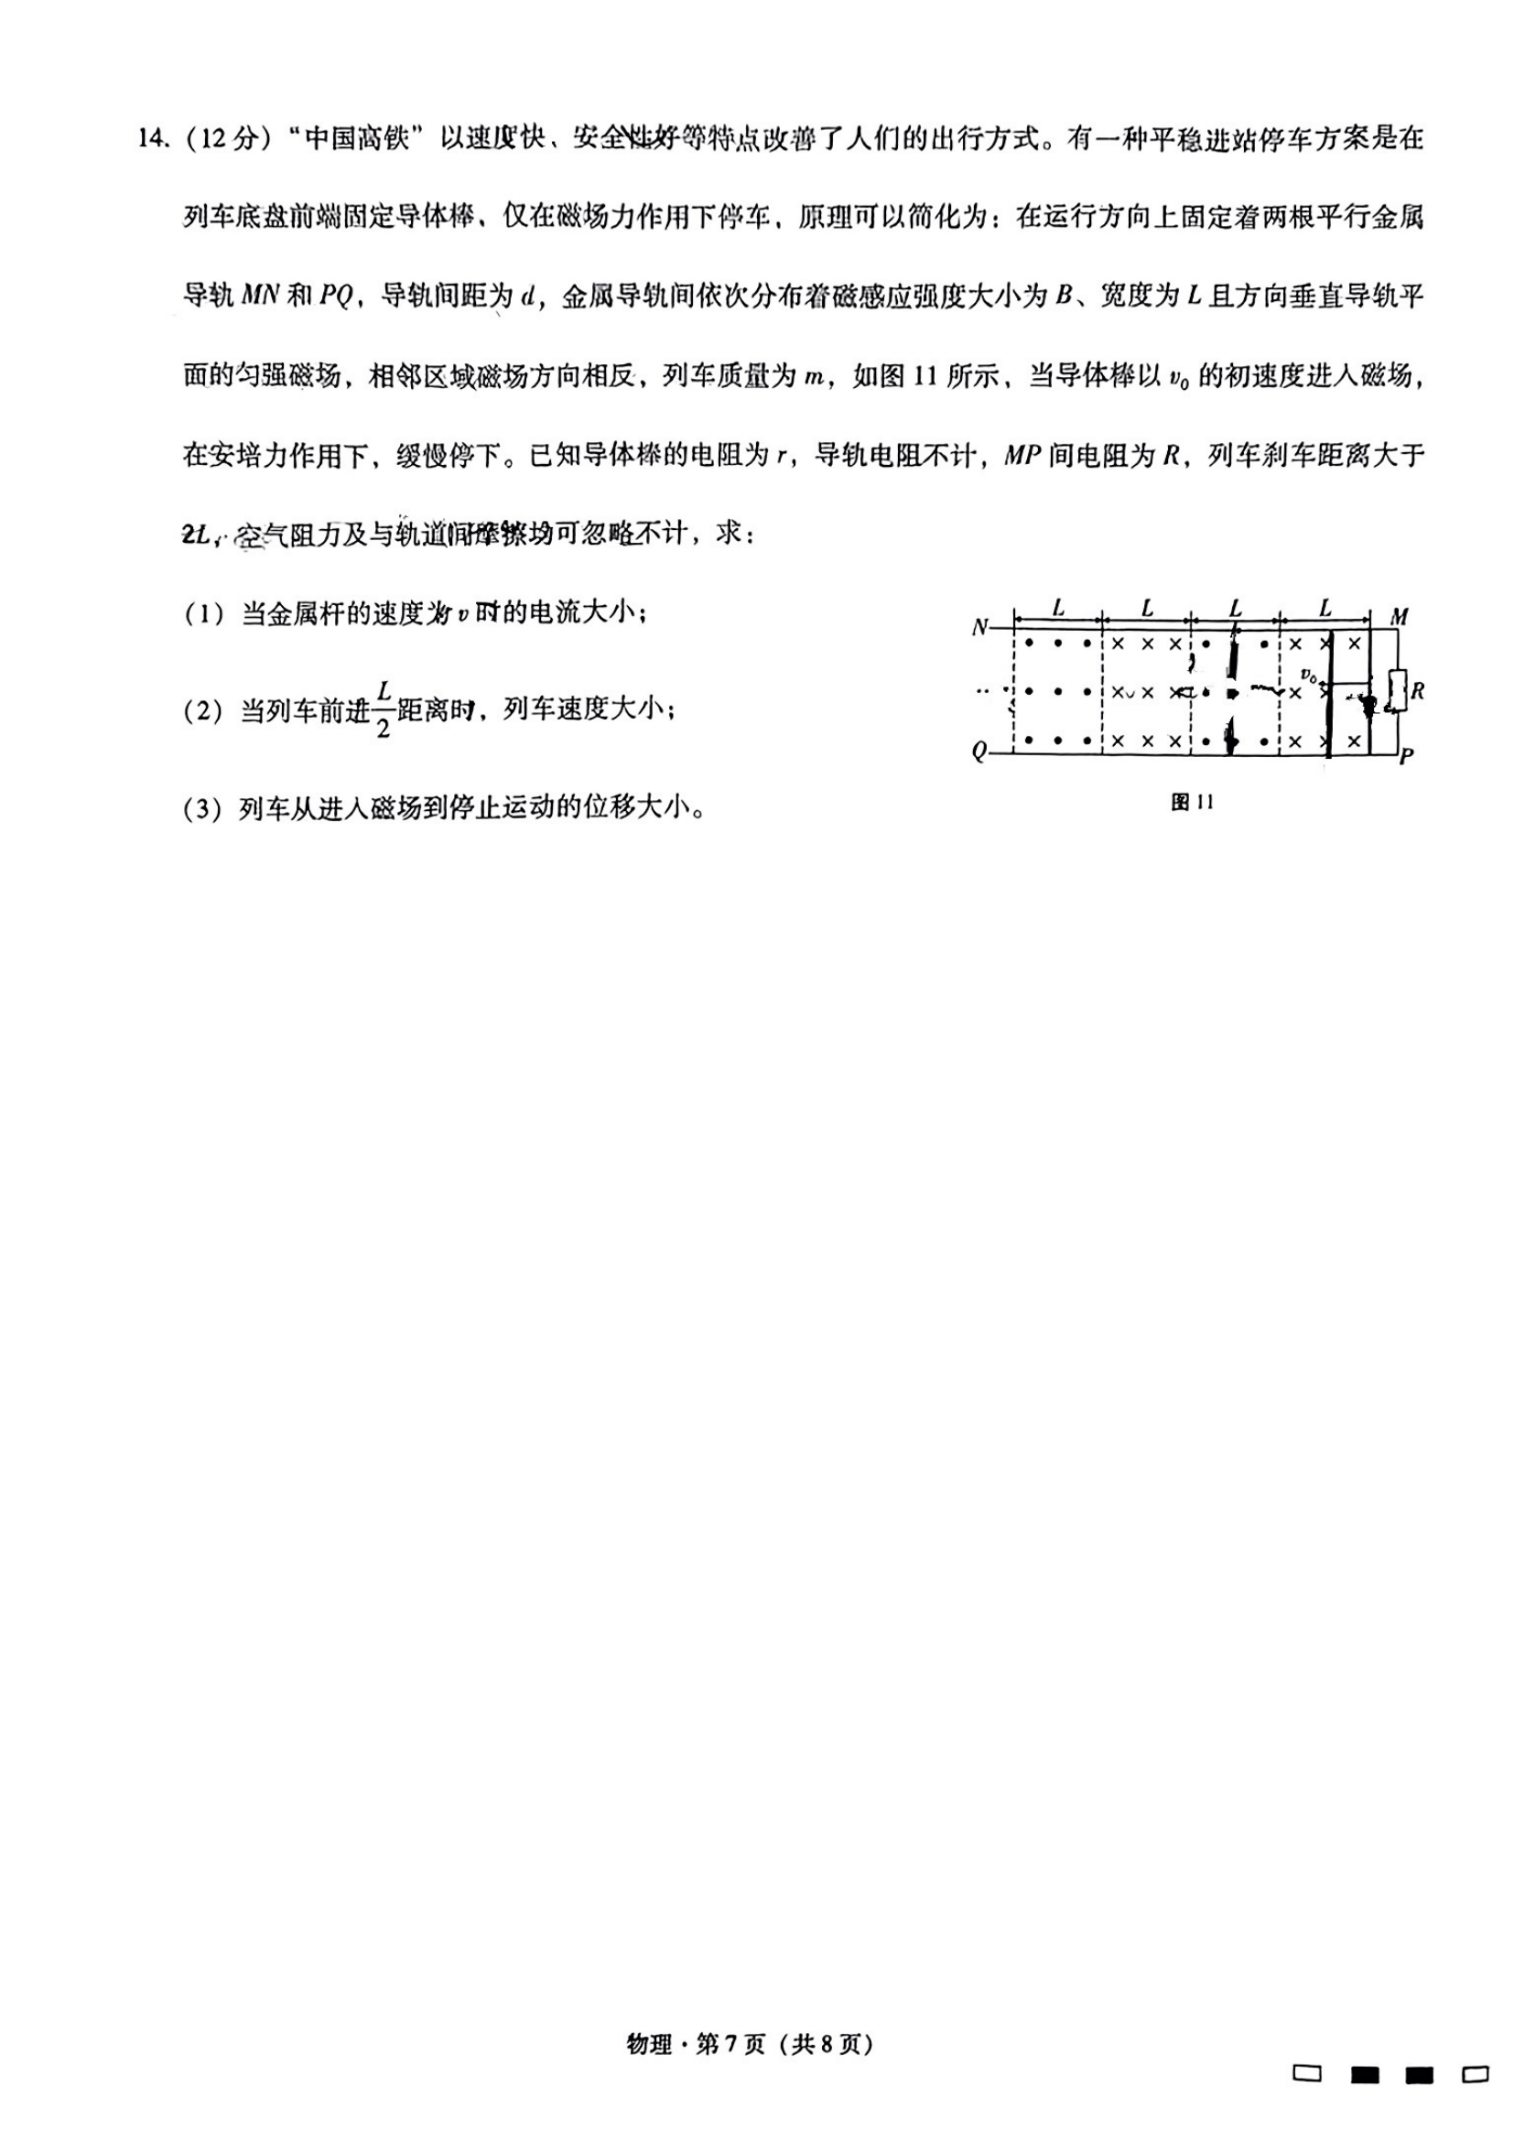 14.（12分）“中国高铁”以速度快、安全性好等特点改善了人们的出行方式。有一种平稳进站停车方案是在
列车底盘前端固定导体棒，仅在磁场力作用下停车，原理可以简化为：在运行方向上固定着两根平行金属
导轨MN和PQ，导轨间距为d，金属导轨间依次分布着磁感应强度大小为B、宽度为L且方向垂直导轨平
面的匀强磁场，相邻区域磁场方向相反，列车质量为m，如图11所示，当导体棒以v₀的初速度进入磁场，
在安培力作用下，缓慢停下。已知导体棒的电阻为r，导轨电阻不计，MP间电阻为R，列车刹车距离大于
2L，空气阻力及与轨道间摩擦均可忽略不计，求：
（1）当金属杆的速度为v时的电流大小；
（2）当列车前进L/2距离时，列车速度大小；
（3）列车从进入磁场到停止运动的位移大小。
L L L L M
N
v₀
R
Q P
图11
物理·第7页（共8页）